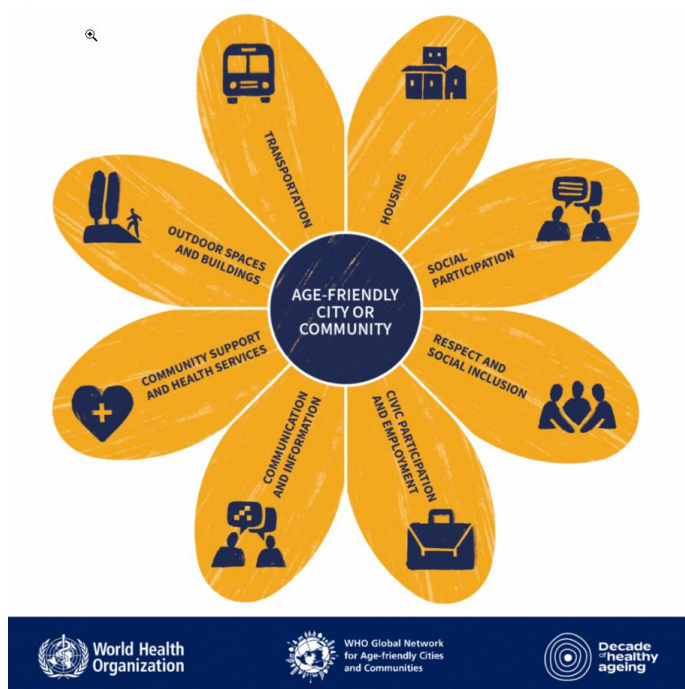 TRANSPORTATION
HOUSING
OUTDOOR SPACES
AND BUILDINGS
SOCIAL
PARTICIPATION
AGE-FRIENDLY
CITY OR
COMMUNITY
COMMUNITY SUPPORT
AND HEALTH SERVICES
RESPECT AND
SOCIAL INCLUSION
COMMUNICATION
AND INFORMATION
CIVIC PARTICIPATION
AND EMPLOYMENT
World Health
Organization
WHO Global Network
for Age-friendly Cities
and Communities
Decade
of healthy
ageing